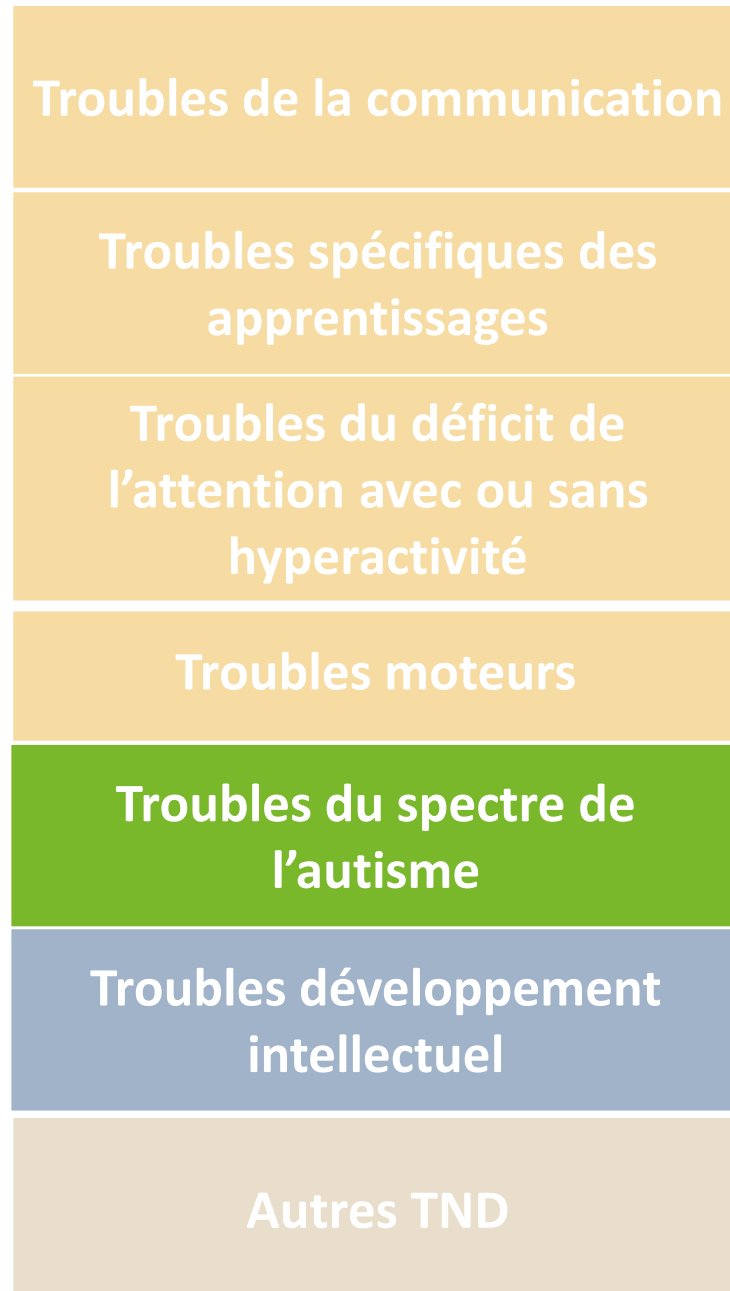 Troubles de la communication
Troubles spécifiques des
apprentissages
Troubles du déficit de
l’attention avec ou sans
hyperactivité
Troubles moteurs
Troubles du spectre de
l’autisme
Troubles développement
intellectuel
Autres TND